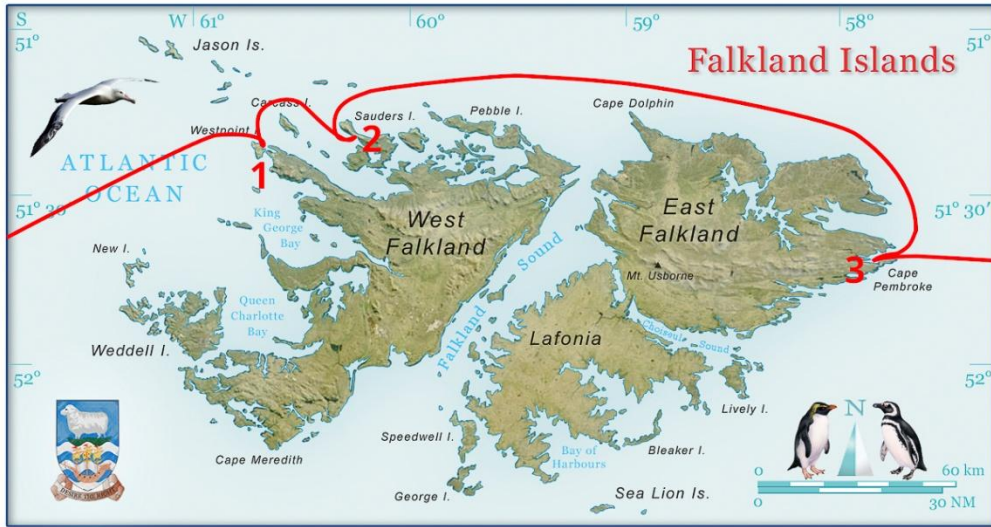 S
W
61°
60
59
58
51°
51°
Jason Is.
Falkland Islands
Carcass I.
Sauders I.
Pebble I.
Cape Dolphin
Westpoint
1
2
ATLANTIC
OCEAN
51° 30'
51° 30'
King
George
Bay
West
Falkland
East
Falkland
New I.
Sound
Mt. Usborne
3
Cape
Pembroke
Queen
Charlotte
Bay
Falkland
Lafonia
Choiseul
Sound
Weddell I.
52°
52°
Lively I.
Speedwell I.
Cape Meredith
Bay of
Harbours
Bleaker I.
N
George I.
Sea Lion Is.
0
60 km
0
30 NM